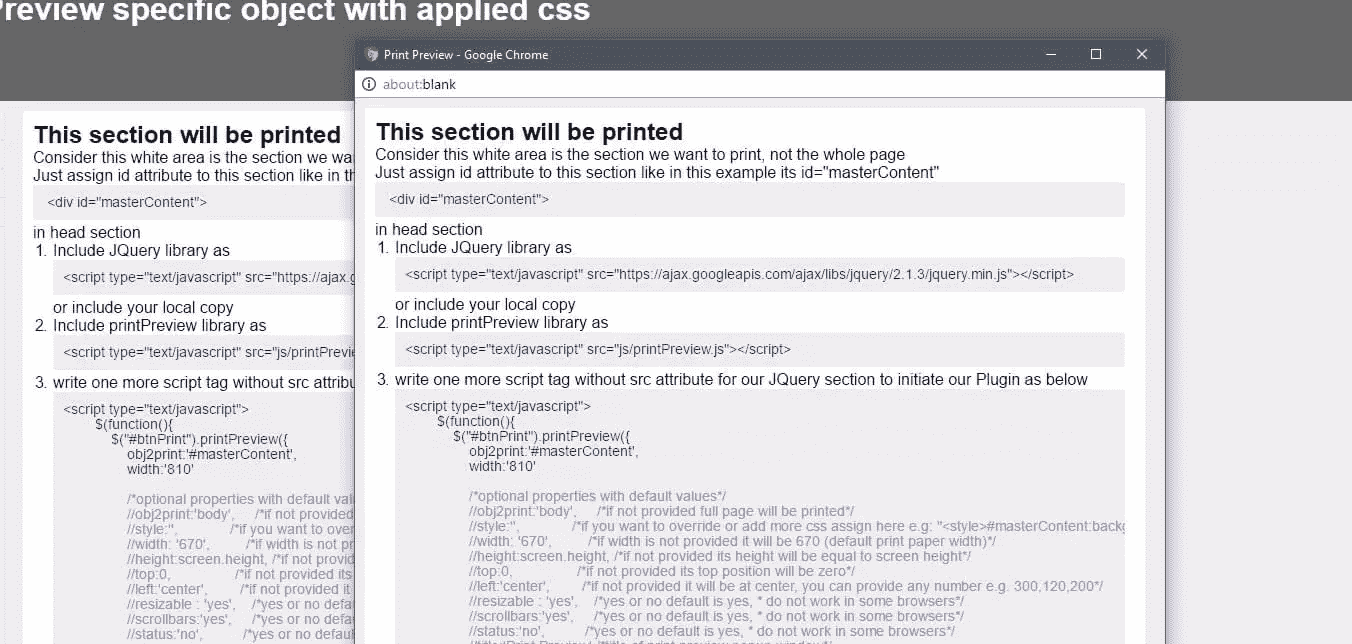 Preview specific object with applied css
Print Preview - Google Chrome
about:blank
This section will be printed
Consider this white area is the section we wa
Just assign id attribute to this section like in th
<div id="masterContent">
in head section
1. Include JQuery library as
<script type="text/javascript" src="https://ajax.g
or include your local copy
2. Include printPreview library as
<script type="text/javascript" src="js/printPrevie
3. write one more script tag without src attribu
<script type="text/javascript">
$(function(){
$("#btnPrint").printPreview({
obj2print:'#masterContent',
width:'810'
/*optional properties with default val
//obj2print:'body', /*if not provided
//style:'', /*if you want to over
//width: '670', /*if width is not pr
//height:screen.height, /*if not provid
//top:0, /*if not provided its
//left:'center', /*if not provided it
//resizable : 'yes', /*yes or no defa
//scrollbars:'yes', /*yes or no defa
//status:'no', /*yes or no defau
This section will be printed
Consider this white area is the section we want to print, not the whole page
Just assign id attribute to this section like in this example its id="masterContent"
<div id="masterContent">
in head section
1. Include JQuery library as
<script type="text/javascript" src="https://ajax.googleapis.com/ajax/libs/jquery/2.1.3/jquery.min.js"></script>
or include your local copy
2. Include printPreview library as
<script type="text/javascript" src="js/printPreview.js"></script>
3. write one more script tag without src attribute for our JQuery section to initiate our Plugin as below
<script type="text/javascript">
$(function(){
$("#btnPrint").printPreview({
obj2print:'#masterContent',
width:'810'
/*optional properties with default values*/
//obj2print:'body', /*if not provided full page will be printed*/
//style:'', /*if you want to override or add more css assign here e.g: "<style>#masterContent:backg
//width: '670', /*if width is not provided it will be 670 (default print paper width)*/
//height:screen.height, /*if not provided its height will be equal to screen height*/
//top:0, /*if not provided its top position will be zero*/
//left:'center', /*if not provided it will be at center, you can provide any number e.g. 300,120,200*/
//resizable : 'yes', /*yes or no default is yes, * do not work in some browsers*/
//scrollbars:'yes', /*yes or no default is yes, * do not work in some browsers*/
//status:'no', /*yes or no default is yes, * do not work in some browsers*/